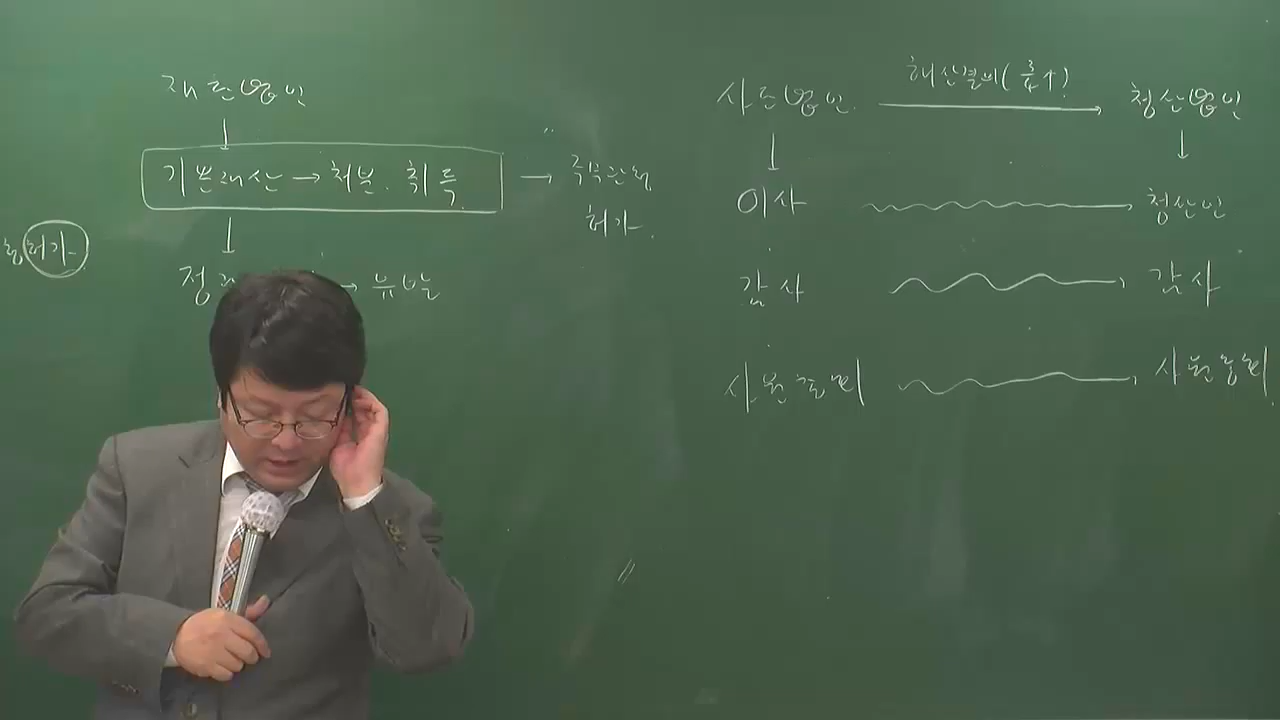 재단법인
기본재산 → 처분. 취득 → 주무관청
허가.
허가
정 → 유발
사단법인 해산결의(3/4↑) 청산법인
이사 청산인
감사 감사
사원총회 사원총회